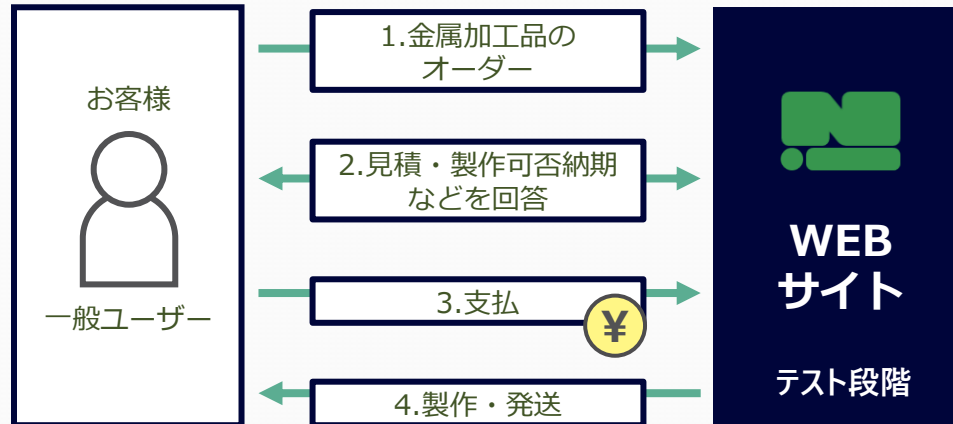 お客様
一般ユーザー
1.金属加工品の
オーダー
2.見積・製作可否納期
などを回答
3.支払
¥
4.製作・発送
WEB
サイト
テスト段階